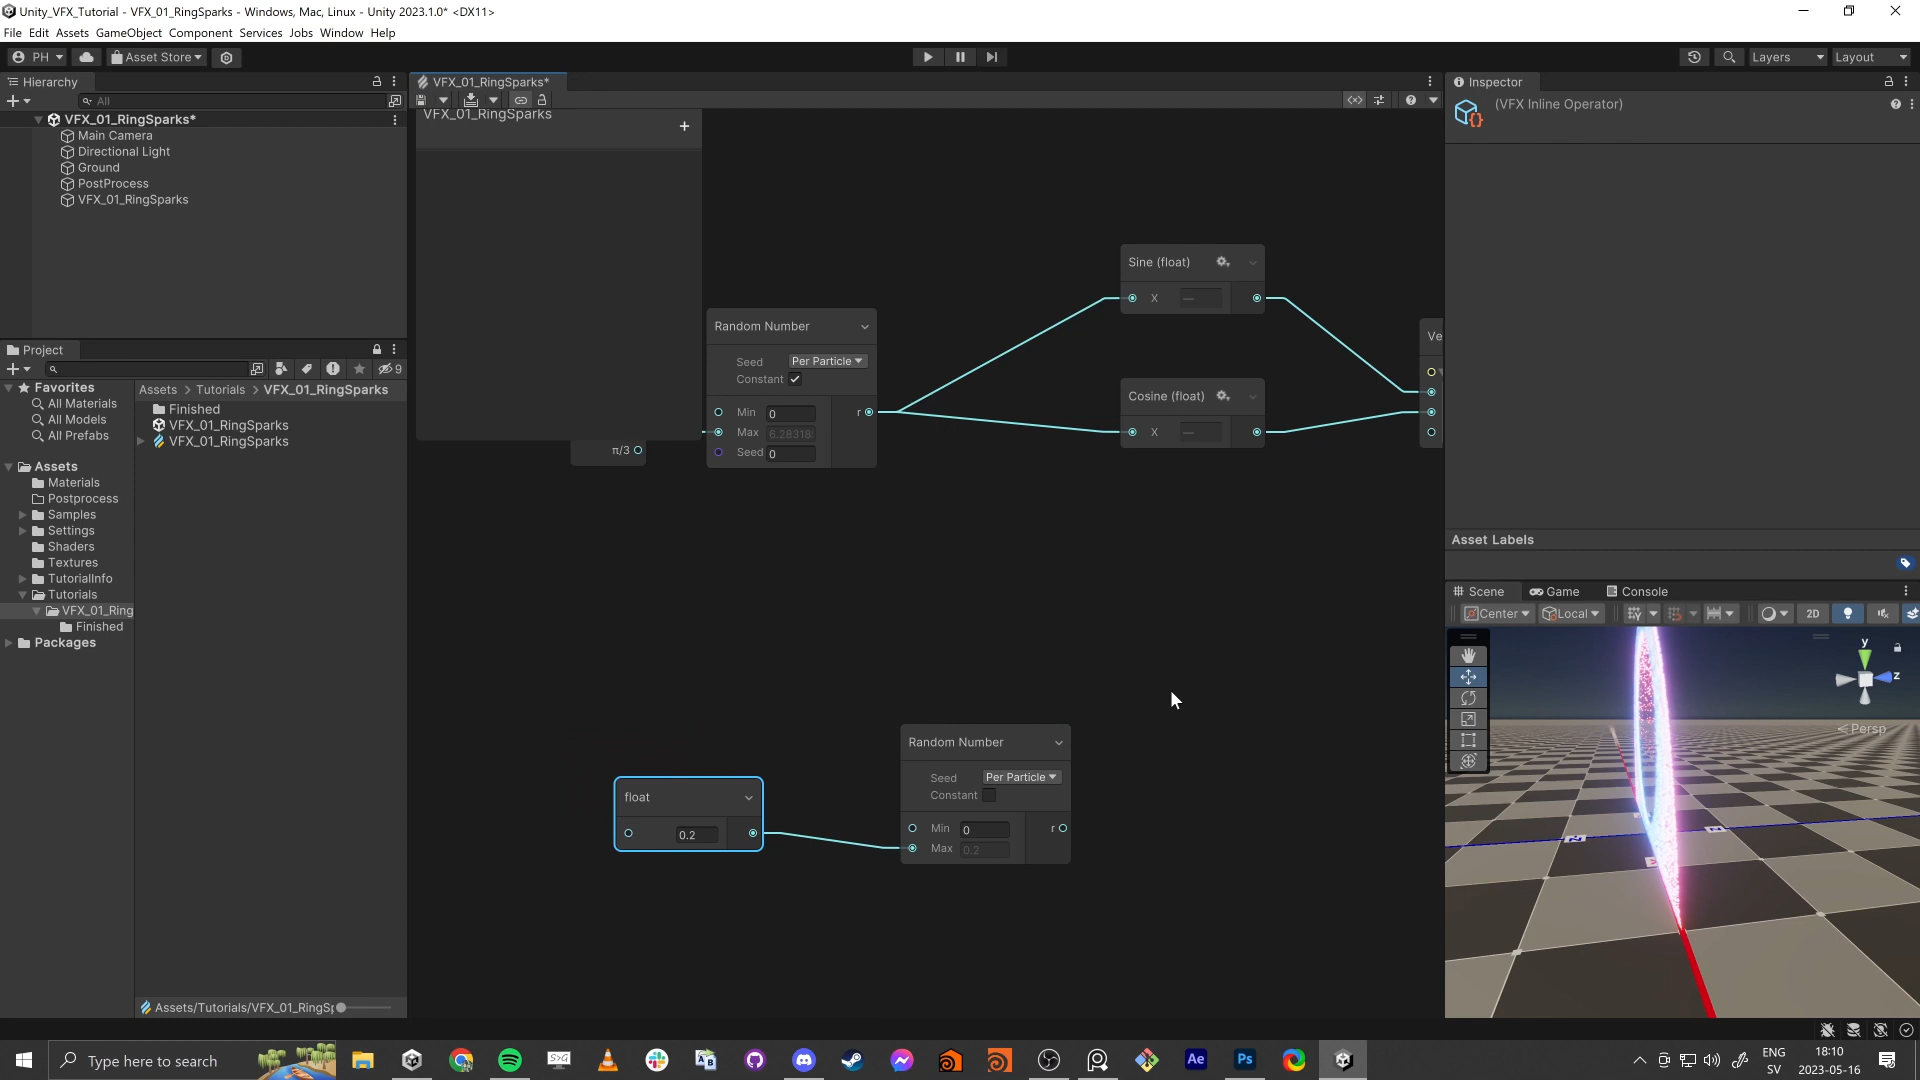 Unity_VFX_Tutorial - VFX_01_RingSparks - Windows, Mac, Linux - Unity 2023.1.0* <DX11>
File Edit Assets GameObject Component Services Jobs Window Help
PH Asset Store Layers Layout
Hierarchy
All
VFX_01_RingSparks*
Main Camera
Directional Light
Ground
PostProcess
VFX_01_RingSparks
Project
9
Favorites
All Materials
All Models
All Prefabs
Assets
Materials
Postprocess
Samples
Settings
Shaders
Textures
TutorialInfo
Tutorials
VFX_01_Ring
Finished
Packages
Assets > Tutorials > VFX_01_RingSparks
Finished
VFX_01_RingSparks
VFX_01_RingSparks
Assets/Tutorials/VFX_01_RingSp
VFX_01_RingSparks*
VFX_01_RingSparks
+
π/3
Random Number
Seed Per Particle
Constant
Min 0 r
Max 6.28318
Seed 0
Sine (float)
X —
Cosine (float)
X —
Ve
float
0.2
Random Number
Seed Per Particle
Constant
Min 0 r
Max 0.2
Inspector
(VFX Inline Operator)
Asset Labels
Scene Game Console
Center Local 2D
y
z
Persp
Type here to search
S>G
Ae
Ps
ENG
SV
18:10
2023-05-16